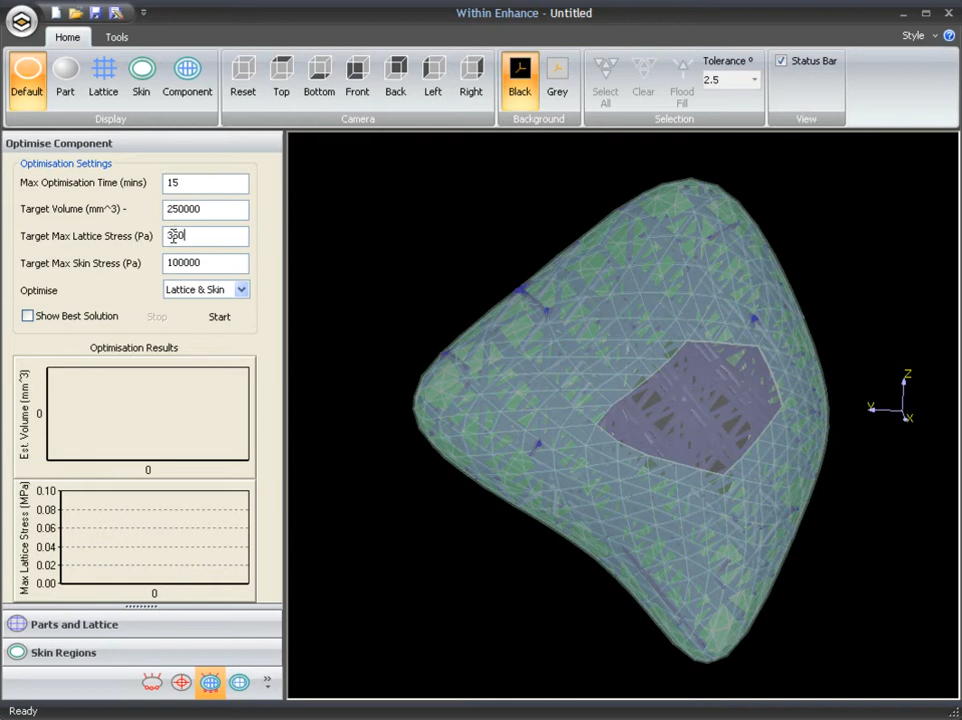 Within Enhance - Untitled
Home Tools Style
Default Part Lattice Skin Component Reset Top Bottom Front Back Left Right Black Grey Select All Clear Flood Fill Tolerance º 2.5 Status Bar
Display Camera Background Selection View
Optimise Component
Optimisation Settings
Max Optimisation Time (mins) 15
Target Volume (mm^3) - 250000
Target Max Lattice Stress (Pa)
Target Max Skin Stress (Pa) 100000
Optimise Lattice & Skin
Show Best Solution Stop Start
Optimisation Results
Est. Volume (mm^3)
0
0
Max Lattice Stress (MPa)
0.10
0.08
0.06
0.04
0.02
0.00
0
Parts and Lattice
Skin Regions
Ready
Z
Y
X